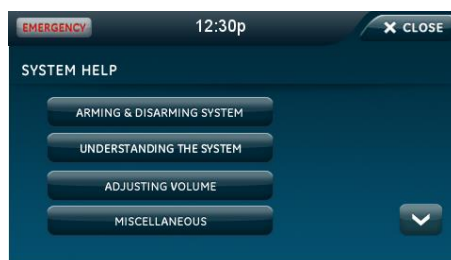 EMERGENCY 12:30p X CLOSE
SYSTEM HELP
ARMING & DISARMING SYSTEM
UNDERSTANDING THE SYSTEM
ADJUSTING VOLUME
MISCELLANEOUS